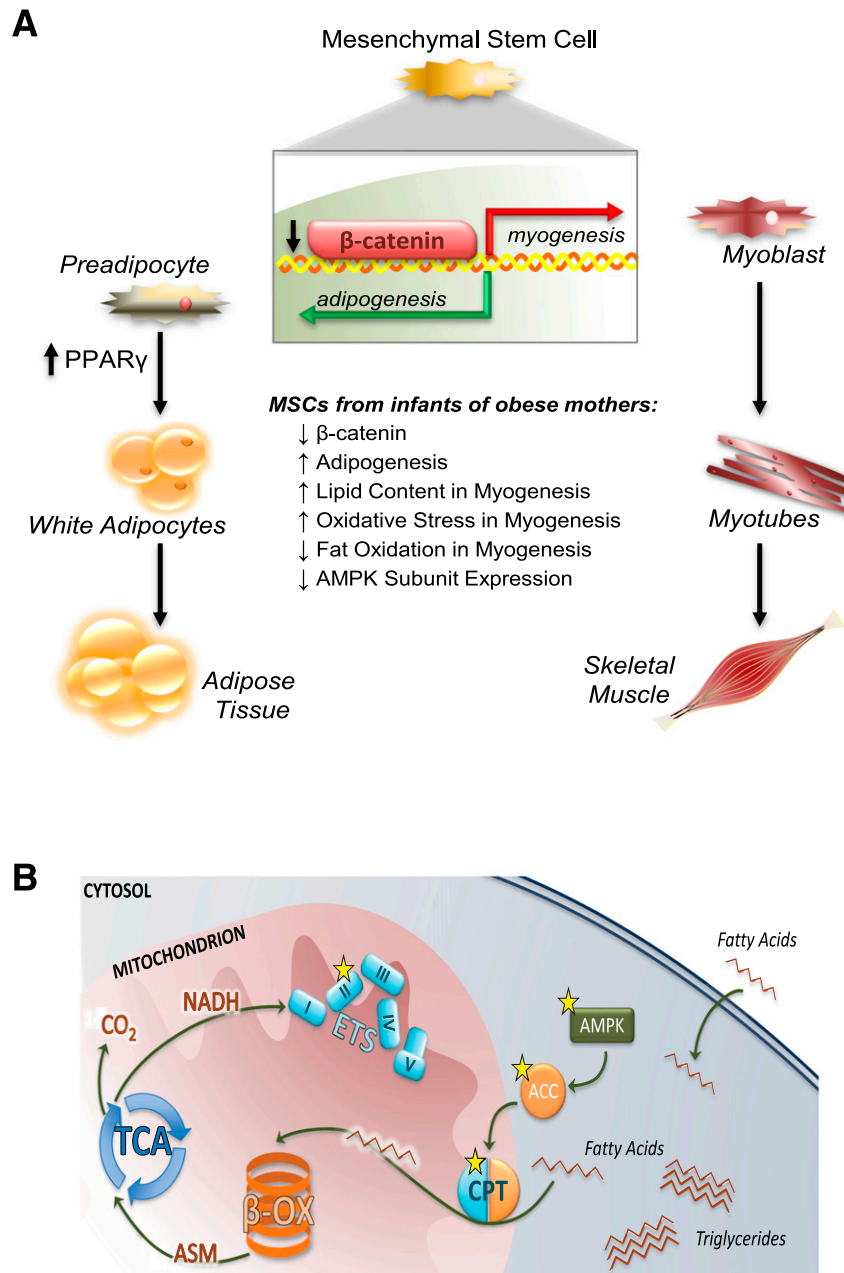 A
Mesenchymal Stem Cell
β-catenin
myogenesis
adipogenesis
Preadipocyte
↑ PPARγ
White Adipocytes
Adipose
Tissue
MSCs from infants of obese mothers:
↓ β-catenin
↑ Adipogenesis
↑ Lipid Content in Myogenesis
↑ Oxidative Stress in Myogenesis
↓ Fat Oxidation in Myogenesis
↓ AMPK Subunit Expression
Myoblast
Myotubes
Skeletal
Muscle
B
CYTOSOL
MITOCHONDRION
NADH
CO₂
I
II
III
IV
V
ETS
AMPK
ACC
CPT
Fatty Acids
Fatty Acids
Triglycerides
TCA
β-OX
ASM